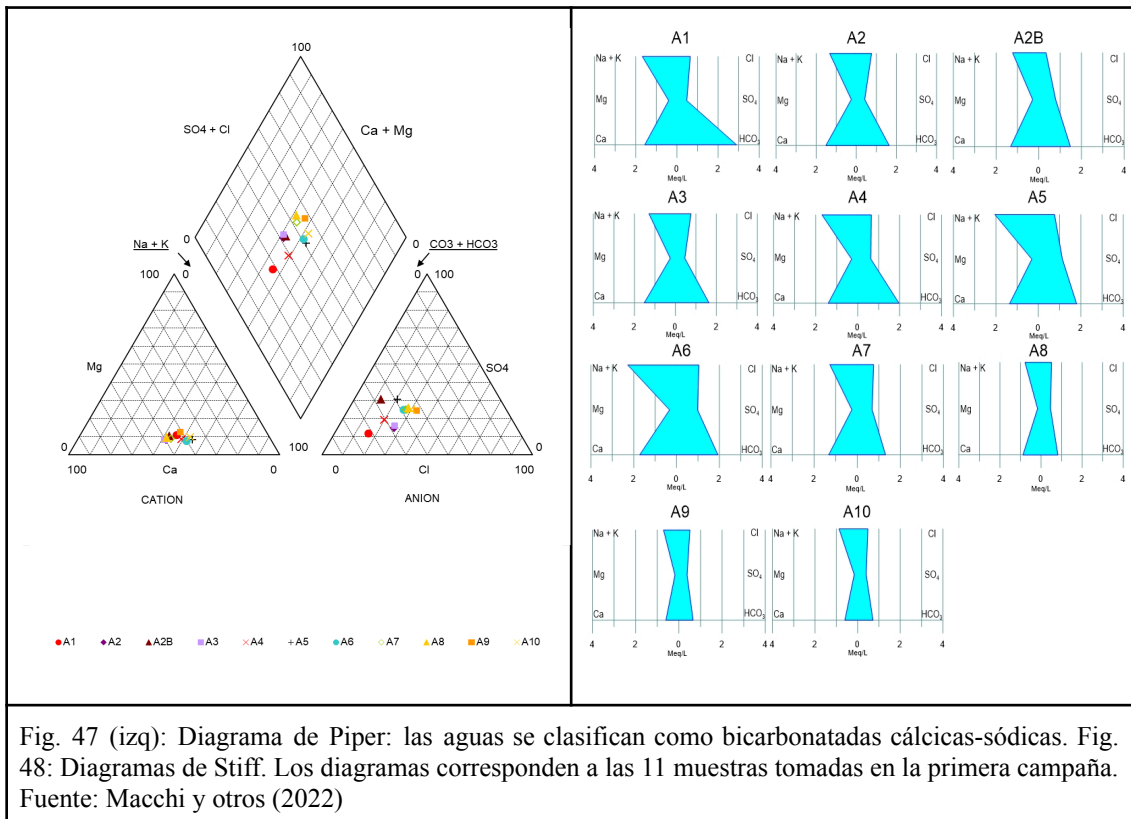 100
SO4 + Cl
Ca + Mg
0
0
Na + K
CO3 + HCO3
100
0
0
100
Mg
SO4
0
100
100
0
100
Ca
0
0
Cl
100
CATION
ANION
A1
A2
A2B
A3
A4
A5
A6
A7
A8
A9
A10
A1
Na + K
Cl
Mg
SO4
Ca
HCO3
4
2
0
2
4
Meq/L
A2
Na + K
Cl
Mg
SO4
Ca
HCO3
4
2
0
2
4
Meq/L
A2B
Na + K
Cl
Mg
SO4
Ca
HCO3
4
2
0
2
4
Meq/L
A3
Na + K
Cl
Mg
SO4
Ca
HCO3
4
2
0
2
4
Meq/L
A4
Na + K
Cl
Mg
SO4
Ca
HCO3
4
2
0
2
4
Meq/L
A5
Na + K
Cl
Mg
SO4
Ca
HCO3
4
2
0
2
4
Meq/L
A6
Na + K
Cl
Mg
SO4
Ca
HCO3
4
2
0
2
4
Meq/L
A7
Na + K
Cl
Mg
SO4
Ca
HCO3
4
2
0
2
4
Meq/L
A8
Na + K
Cl
Mg
SO4
Ca
HCO3
4
2
0
2
4
Meq/L
A9
Na + K
Cl
Mg
SO4
Ca
HCO3
4
2
0
2
4
Meq/L
A10
Na + K
Cl
Mg
SO4
Ca
HCO3
4
2
0
2
4
Meq/L
Fig. 47 (izq): Diagrama de Piper: las aguas se clasifican como bicarbonatadas cálcicas-sódicas. Fig.
48: Diagramas de Stiff. Los diagramas corresponden a las 11 muestras tomadas en la primera campaña.
Fuente: Macchi y otros (2022)